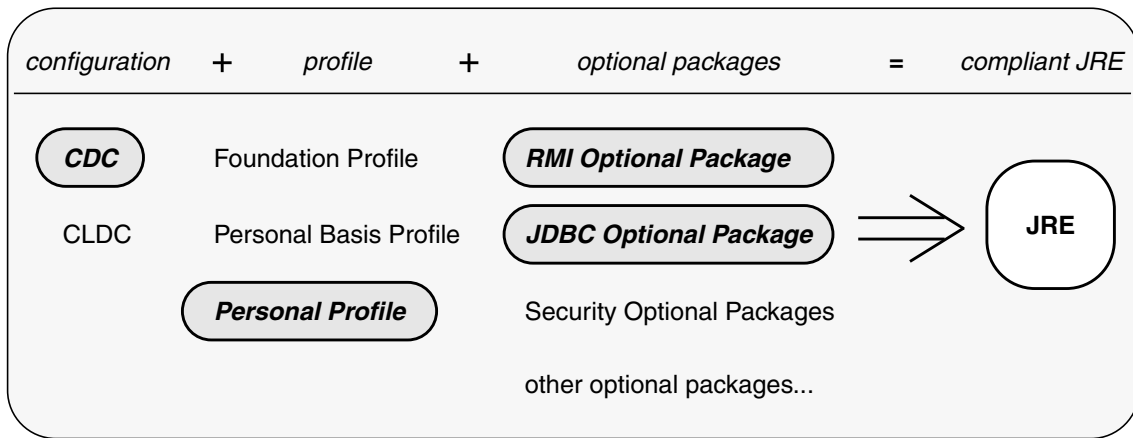 configuration + profile + optional packages = compliant JRE
CDC Foundation Profile RMI Optional Package
CLDC Personal Basis Profile JDBC Optional Package JRE
Personal Profile Security Optional Packages
other optional packages...